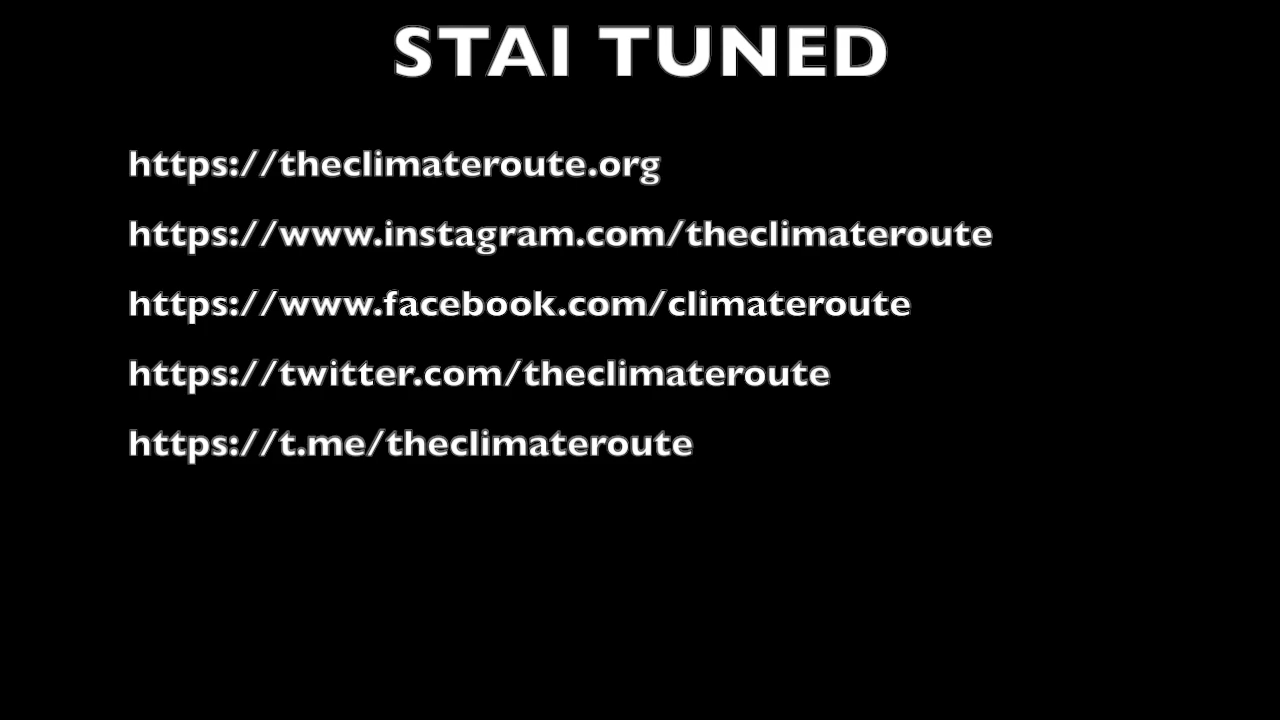 STAI TUNED
https://theclimateroute.org
https://www.instagram.com/theclimateroute
https://www.facebook.com/climateroute
https://twitter.com/theclimateroute
https://t.me/theclimateroute